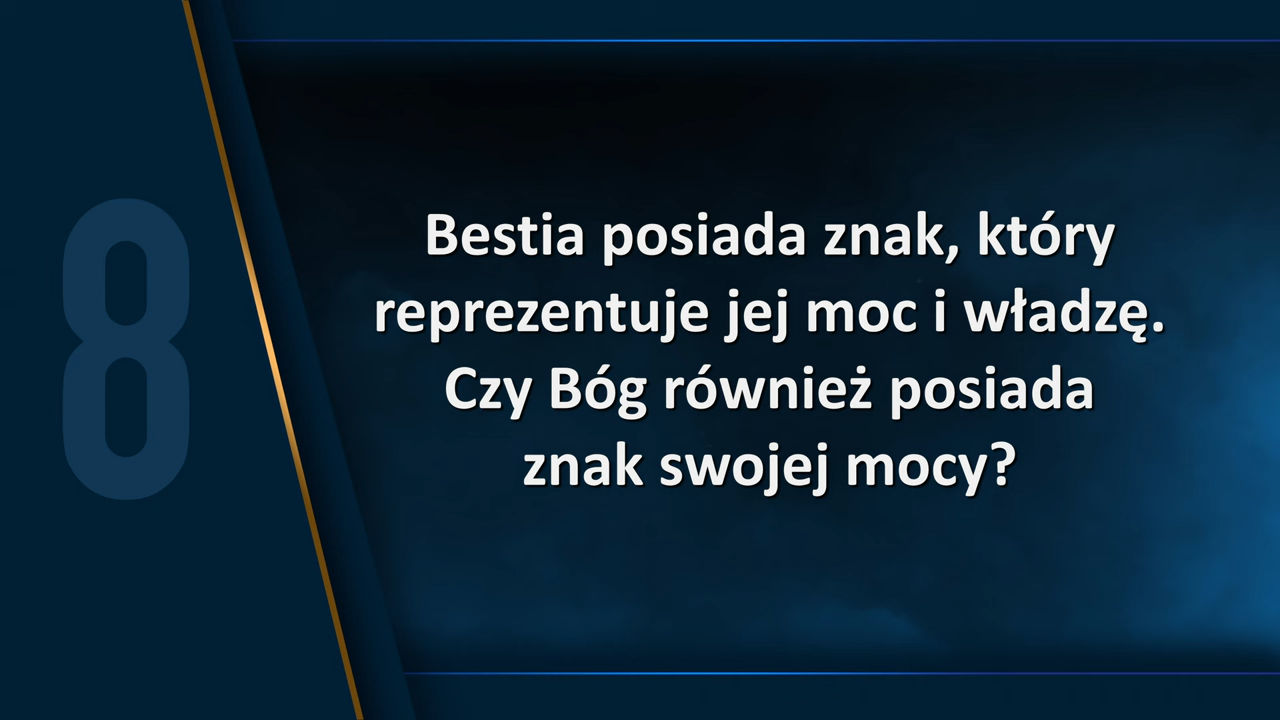 8
Bestia posiada znak, który
reprezentuje jej moc i władzę.
Czy Bóg również posiada
znak swojej mocy?